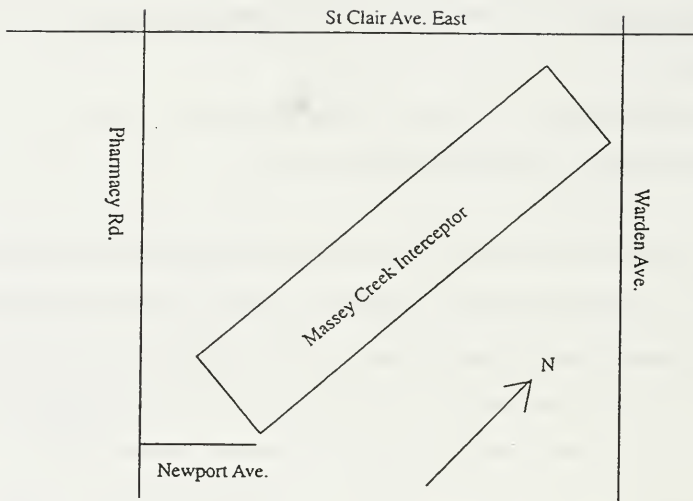 St Clair Ave. East
Pharmacy Rd.
Massey Creek Interceptor
Warden Ave.
N
Newport Ave.